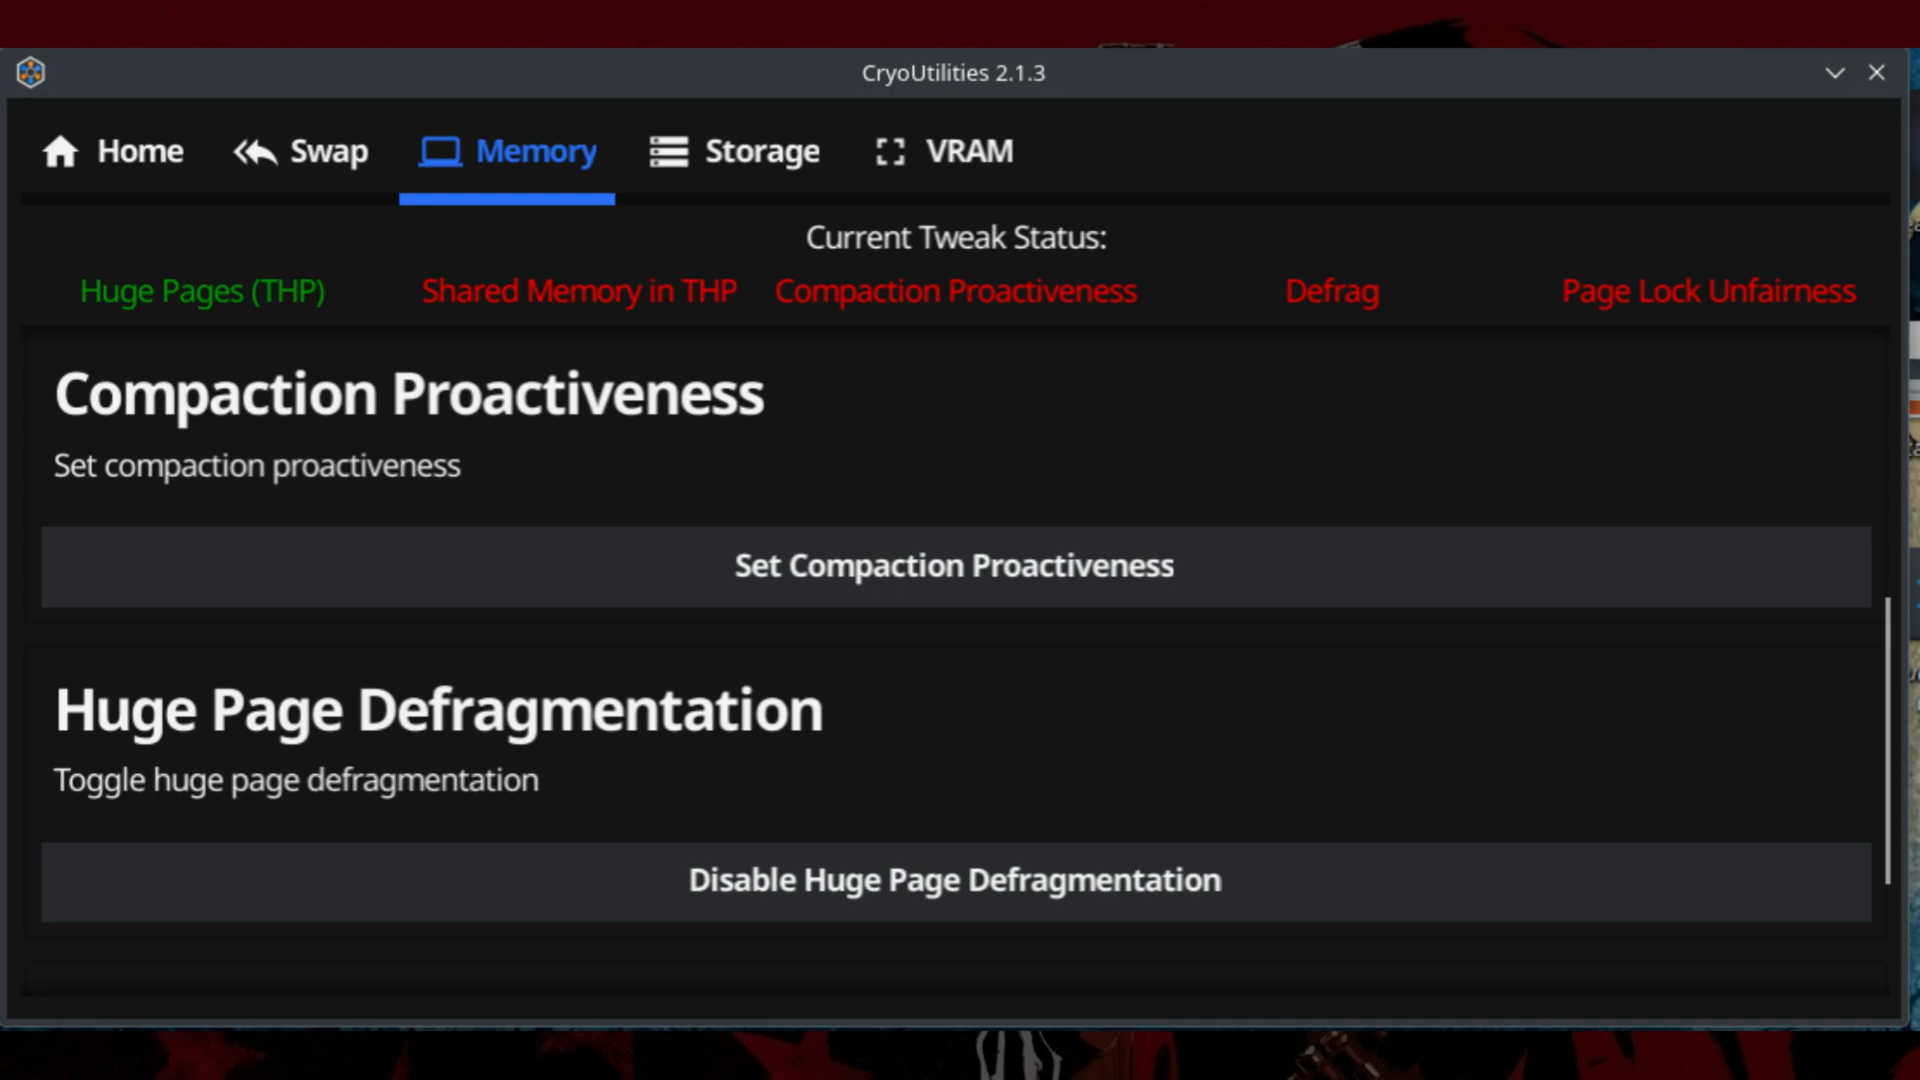 CryoUtilities 2.1.3
Home Swap Memory Storage VRAM
Current Tweak Status:
Huge Pages (THP) Shared Memory in THP Compaction Proactiveness Defrag Page Lock Unfairness
Compaction Proactiveness
Set compaction proactiveness
Set Compaction Proactiveness
Huge Page Defragmentation
Toggle huge page defragmentation
Disable Huge Page Defragmentation